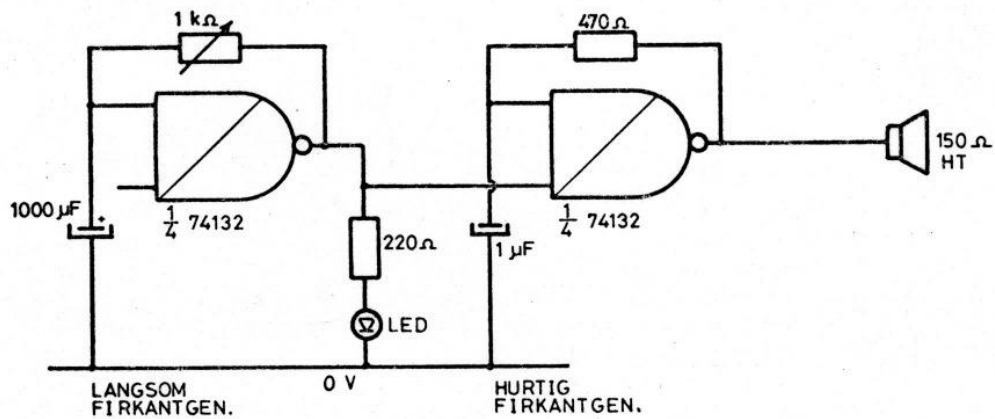 1 kΩ
470 Ω
150 Ω
HT
1000 μF
+
1/4 74132
220 Ω
1 μF
1/4 74132
LED
0 V
LANGSOM
FIRKANTGEN.
HURTIG
FIRKANTGEN.